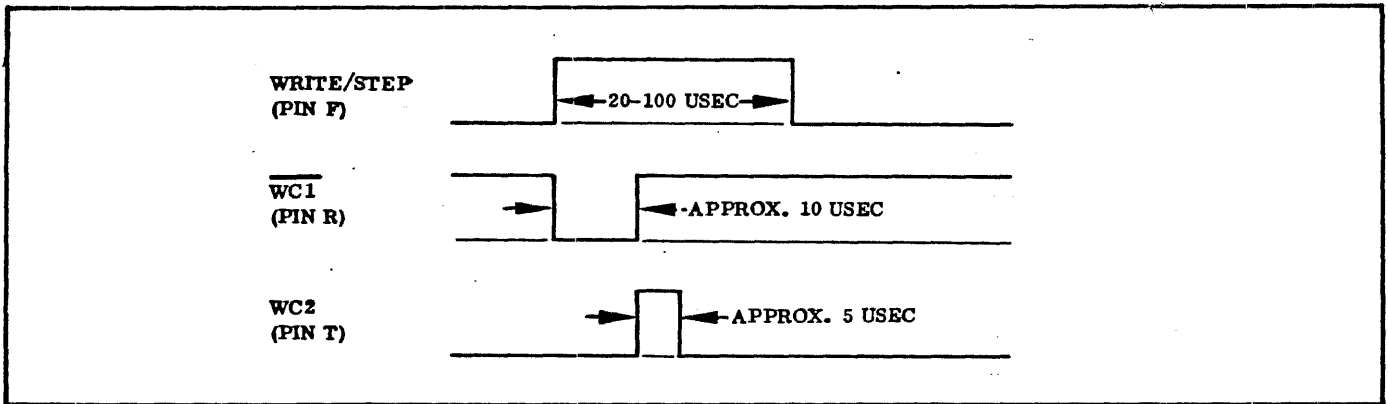 WRITE/STEP
(PIN F)
20-100 USEC
WC1
(PIN R)
APPROX. 10 USEC
WC2
(PIN T)
APPROX. 5 USEC